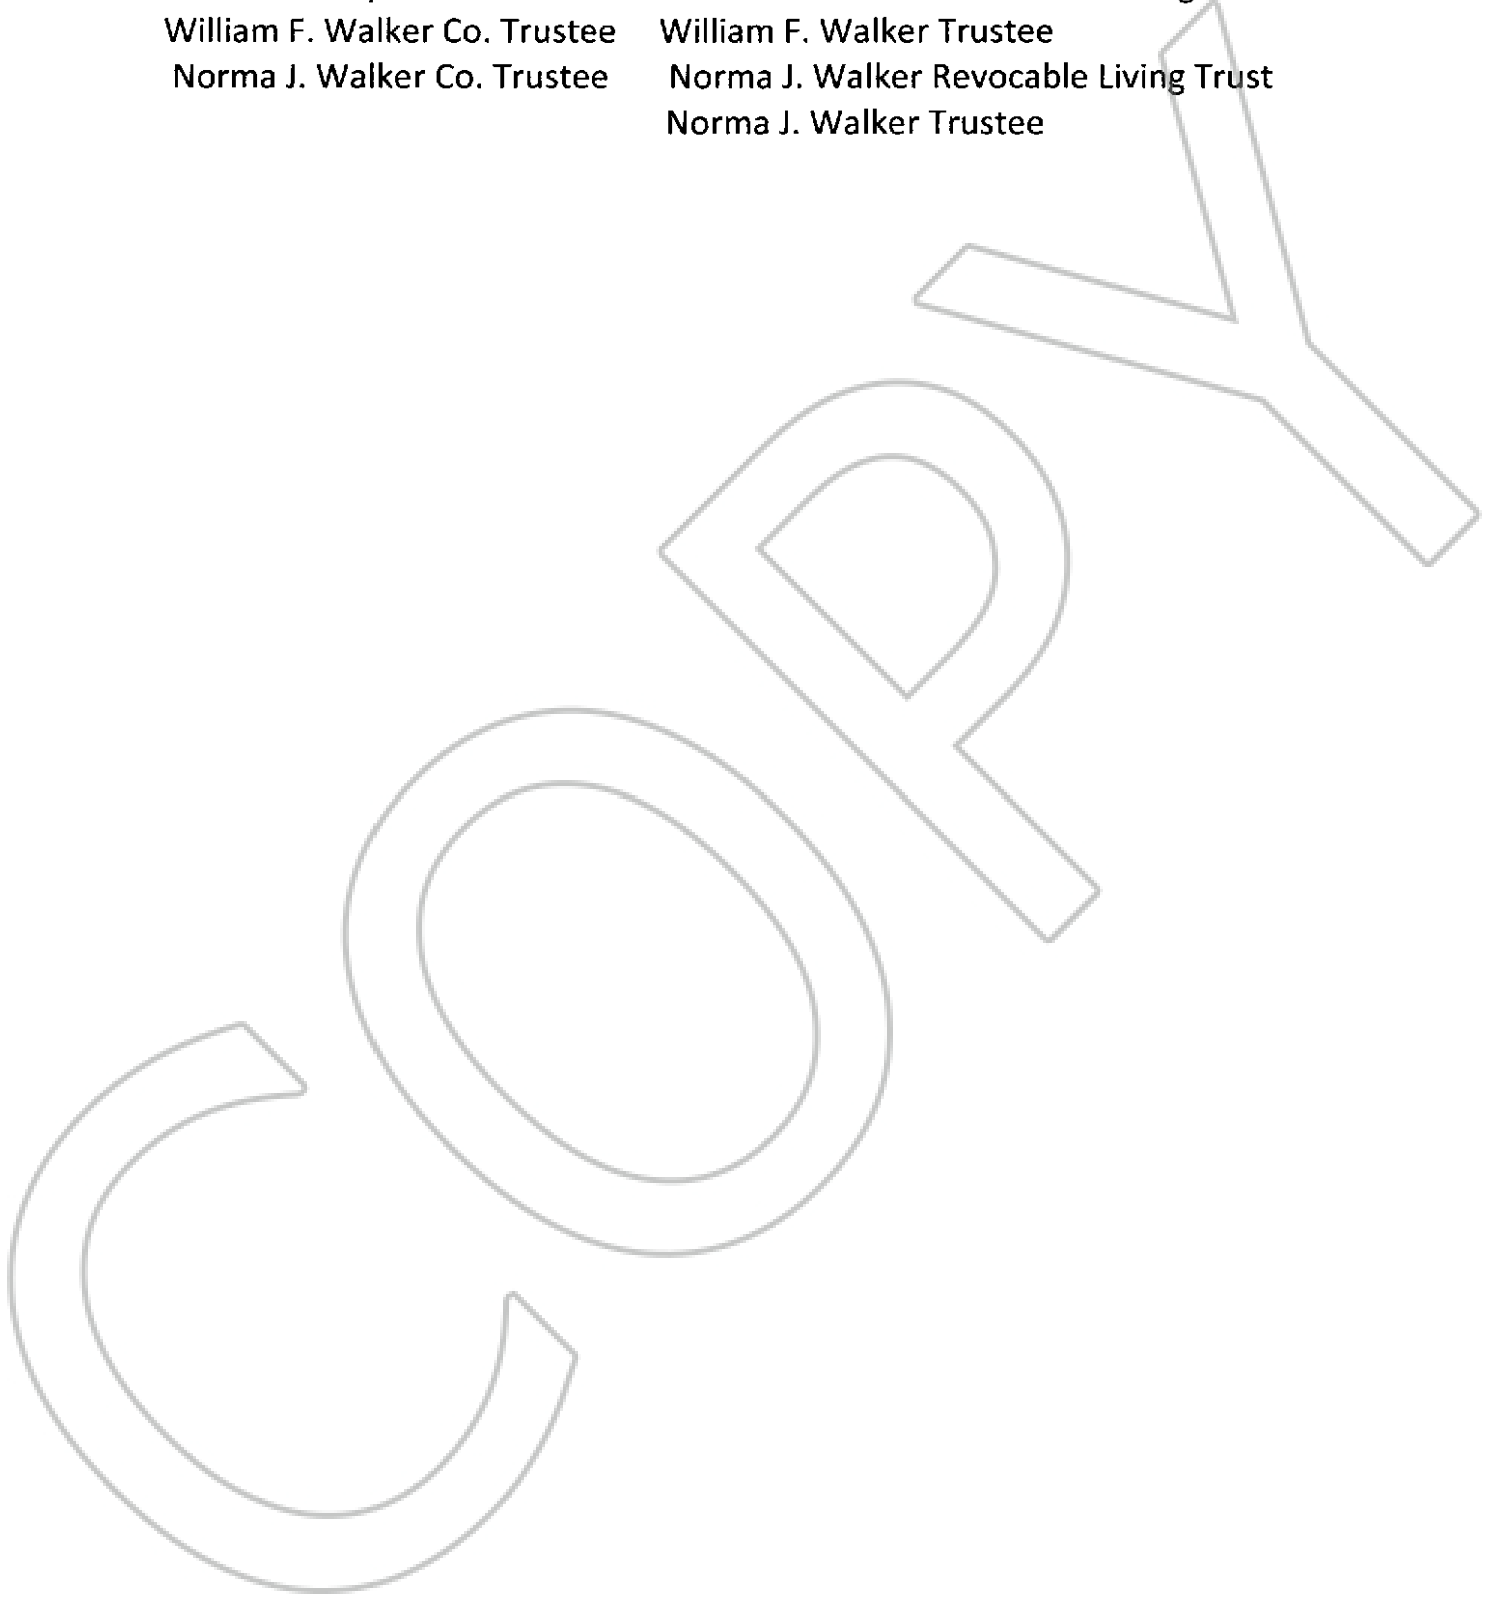 William F. Walker Co. Trustee William F. Walker Trustee
Norma J. Walker Co. Trustee Norma J. Walker Revocable Living Trust
Norma J. Walker Trustee
COPY